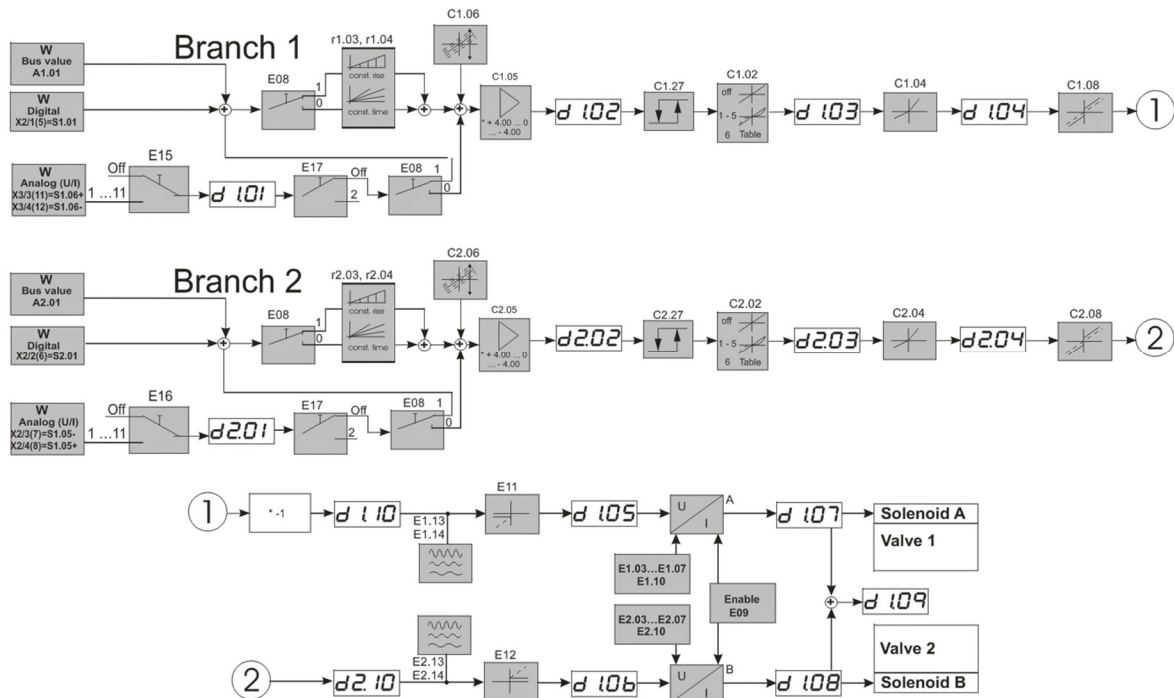 Branch 1
W
Bus value
A1.01
W
Digital
X2/1(5)=S1.01
W
Analog (U/I)
X3/3(11)=S1.06+
X3/4(12)=S1.06-
Off
1 ...11
E15
d 1.01
E17
Off
2
E08
1
0
E08
1
0
r1.03, r1.04
const. rise
const. time
C1.06
C1.05
* + 4.00 ... 0
... - 4.00
d 1.02
C1.27
C1.02
off
1 - 5
6 Table
d 1.03
C1.04
d 1.04
C1.08
1
Branch 2
W
Bus value
A2.01
W
Digital
X2/2(6)=S2.01
W
Analog (U/I)
X2/3(7)=S1.05-
X2/4(8)=S1.05+
Off
1 ...11
E16
d2.01
E17
Off
2
E08
1
0
E08
1
0
r2.03, r2.04
const. rise
const. time
C2.06
C2.05
* + 4.00 ... 0
... - 4.00
d2.02
C2.27
C2.02
off
1 - 5
6 Table
d2.03
C2.04
d2.04
C2.08
2
1
* -1
d 1.10
E1.13
E1.14
E11
d 1.05
U
I
A
d 1.07
Solenoid A
Valve 1
E1.03...E1.07
E1.10
Enable
E09
E2.03...E2.07
E2.10
d 1.09
2
d2.10
E2.13
E2.14
E12
d 1.06
U
I
B
d 1.08
Valve 2
Solenoid B